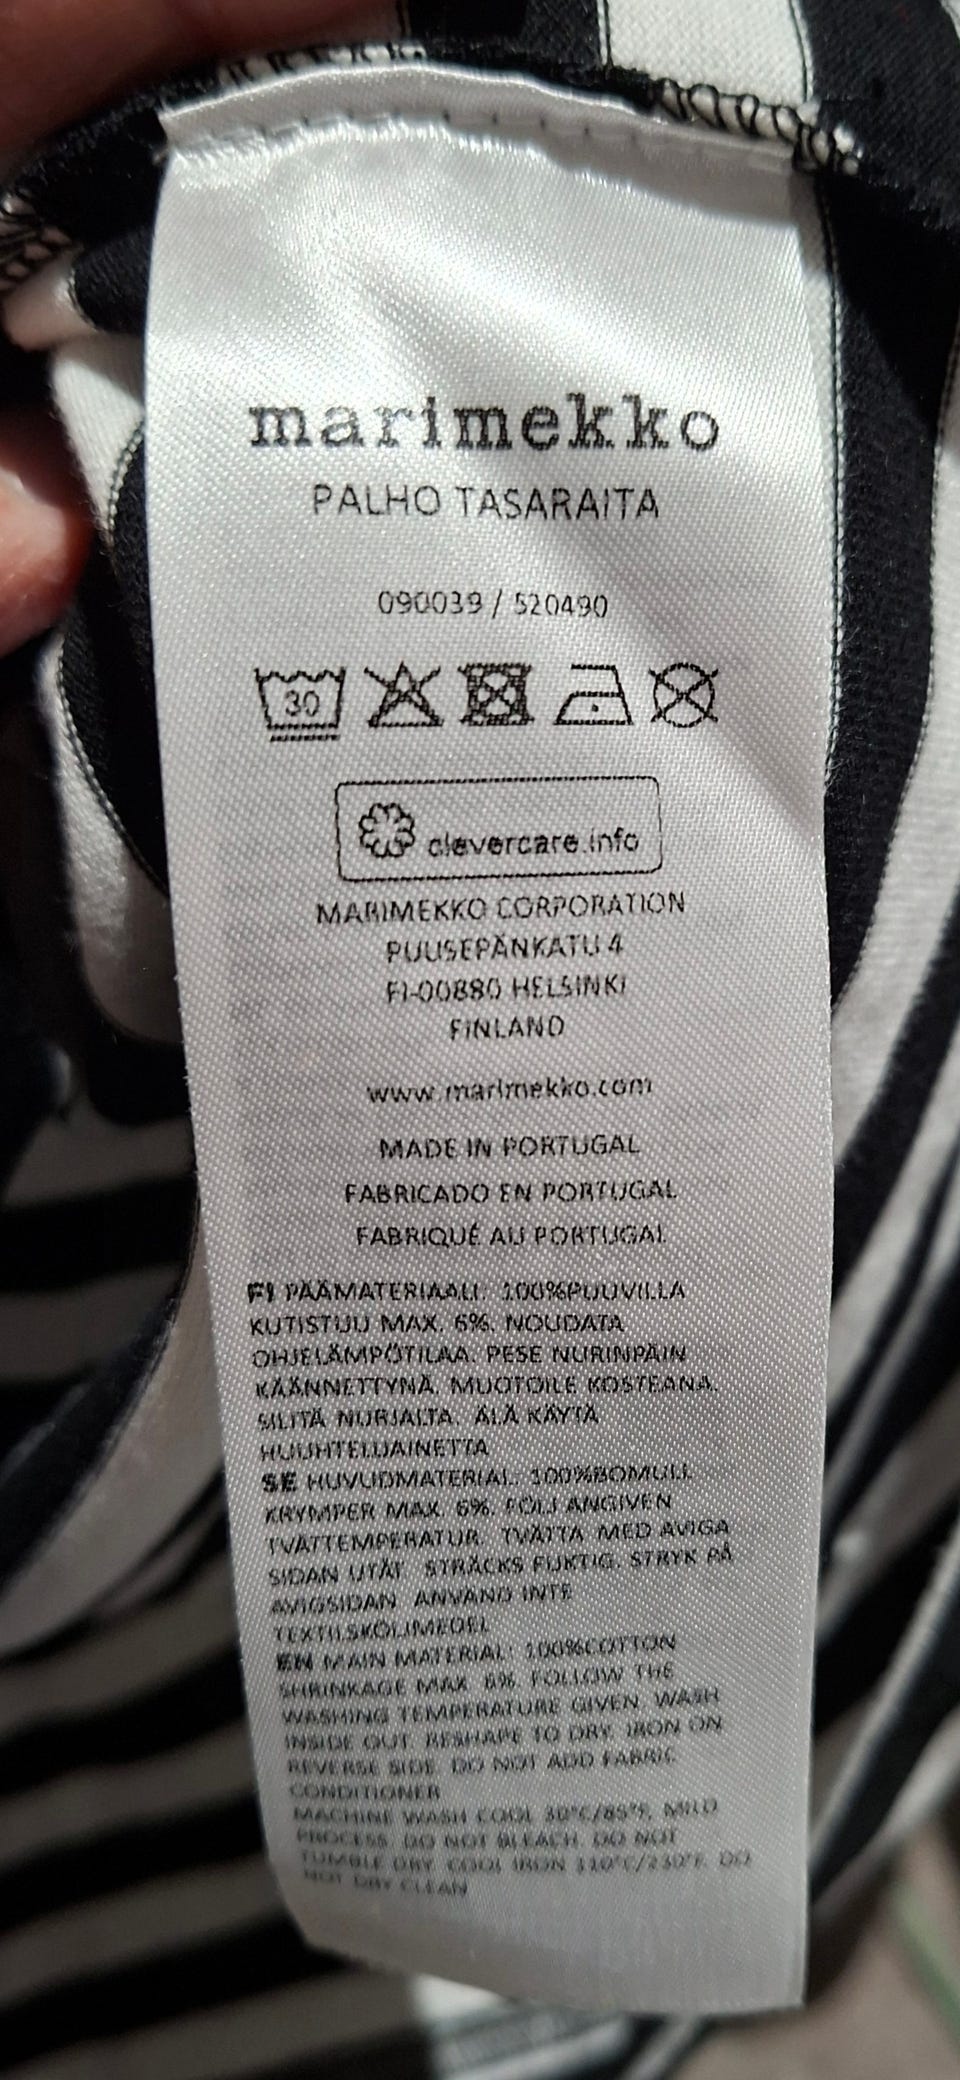 marimekko
PALHO TASARAITA
090039 / 520490
30
clevercare.info
MARIMEKKO CORPORATION
PUUSEPÄNKATU 4
FI-00880 HELSINKI
FINLAND
www.marimekko.com
MADE IN PORTUGAL
FABRICADO EN PORTUGAL
FABRIQUÉ AU PORTUGAL
FI PÄÄMATERIAALI: 100%PUUVILLA
KUTISTUU MAX. 6%. NOUDATA
OHJELÄMPÖTILAA. PESE NURINPÄIN
KÄÄNNETTYNÄ. MUOTOILE KOSTEANA.
SILITÄ NURJALTA. ÄLÄ KÄYTÄ
HUUHTELUAINETTA
SE HUVUDMATERIAL: 100%BOMULL
KRYMPER MAX. 6%. FÖLJ ANGIVEN
TVÄTTEMPERATUR. TVÄTTA MED AVIGA
SIDAN UTÅT. STRÄCKS FUKTIG. STRYK PÅ
AVIGSIDAN. ANVÄND INTE
TEXTILSKÖLJMEDEL
EN MAIN MATERIAL: 100%COTTON
SHRINKAGE MAX. 6%. FOLLOW THE
WASHING TEMPERATURE GIVEN. WASH
INSIDE OUT. RESHAPE TO DRY. IRON ON
REVERSE SIDE. DO NOT ADD FABRIC
CONDITIONER
MACHINE WASH COOL 30°C/85°F, MILD
PROCESS. DO NOT BLEACH. DO NOT
TUMBLE DRY. COOL IRON 110°C/230°F. DO
NOT DRY CLEAN